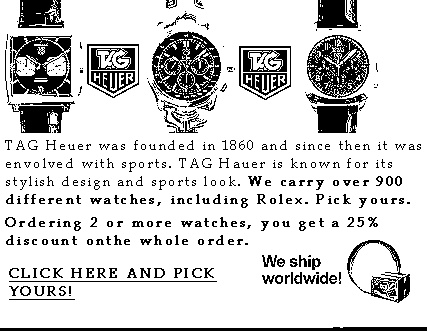 TAG HEUER TAG HEUER
TAG Heuer was founded in 1860 and since then it was
envolved with sports. TAG Hauer is known for its
stylish design and sports look. We carry over 900
different watches, including Rolex. Pick yours.
Ordering 2 or more watches, you get a 25%
discount onthe whole order.
We ship
worldwide!
CLICK HERE AND PICK
YOURS!